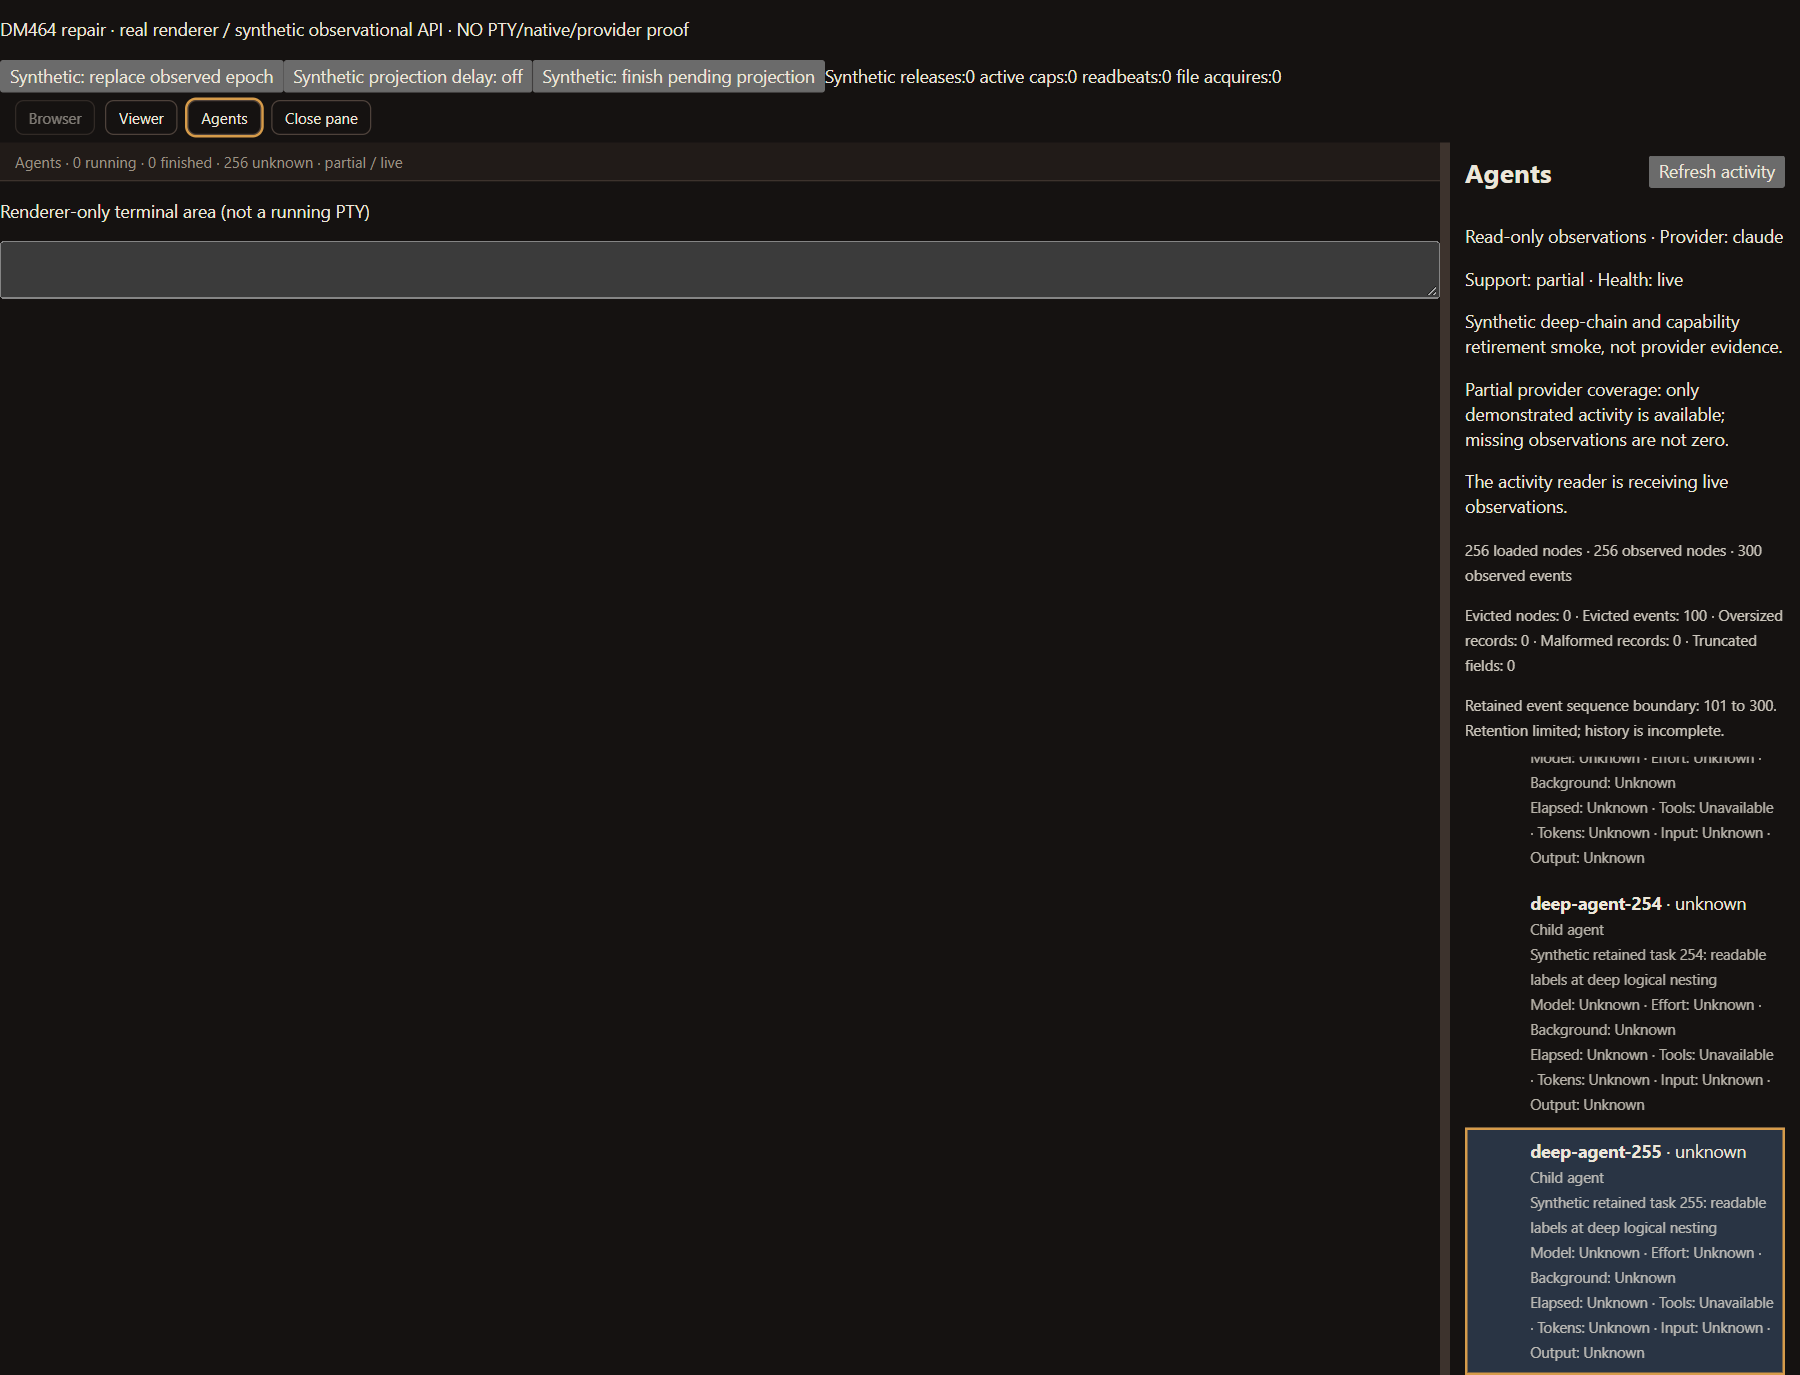 DM464 repair · real renderer / synthetic observational API · NO PTY/native/provider proof
Synthetic: replace observed epoch Synthetic projection delay: off Synthetic: finish pending projection Synthetic releases:0 active caps:0 readbeats:0 file acquires:0
Browser Viewer Agents Close pane
Agents · 0 running · 0 finished · 256 unknown · partial / live
Renderer-only terminal area (not a running PTY)
Agents Refresh activity
Read-only observations · Provider: claude
Support: partial · Health: live
Synthetic deep-chain and capability
retirement smoke, not provider evidence.
Partial provider coverage: only
demonstrated activity is available;
missing observations are not zero.
The activity reader is receiving live
observations.
256 loaded nodes · 256 observed nodes · 300
observed events
Evicted nodes: 0 · Evicted events: 100 · Oversized
records: 0 · Malformed records: 0 · Truncated
fields: 0
Retained event sequence boundary: 101 to 300.
Retention limited; history is incomplete.
Model: Unknown · Effort: Unknown ·
Background: Unknown
Elapsed: Unknown · Tools: Unavailable
· Tokens: Unknown · Input: Unknown ·
Output: Unknown
deep-agent-254 · unknown
Child agent
Synthetic retained task 254: readable
labels at deep logical nesting
Model: Unknown · Effort: Unknown ·
Background: Unknown
Elapsed: Unknown · Tools: Unavailable
· Tokens: Unknown · Input: Unknown ·
Output: Unknown
deep-agent-255 · unknown
Child agent
Synthetic retained task 255: readable
labels at deep logical nesting
Model: Unknown · Effort: Unknown ·
Background: Unknown
Elapsed: Unknown · Tools: Unavailable
· Tokens: Unknown · Input: Unknown ·
Output: Unknown